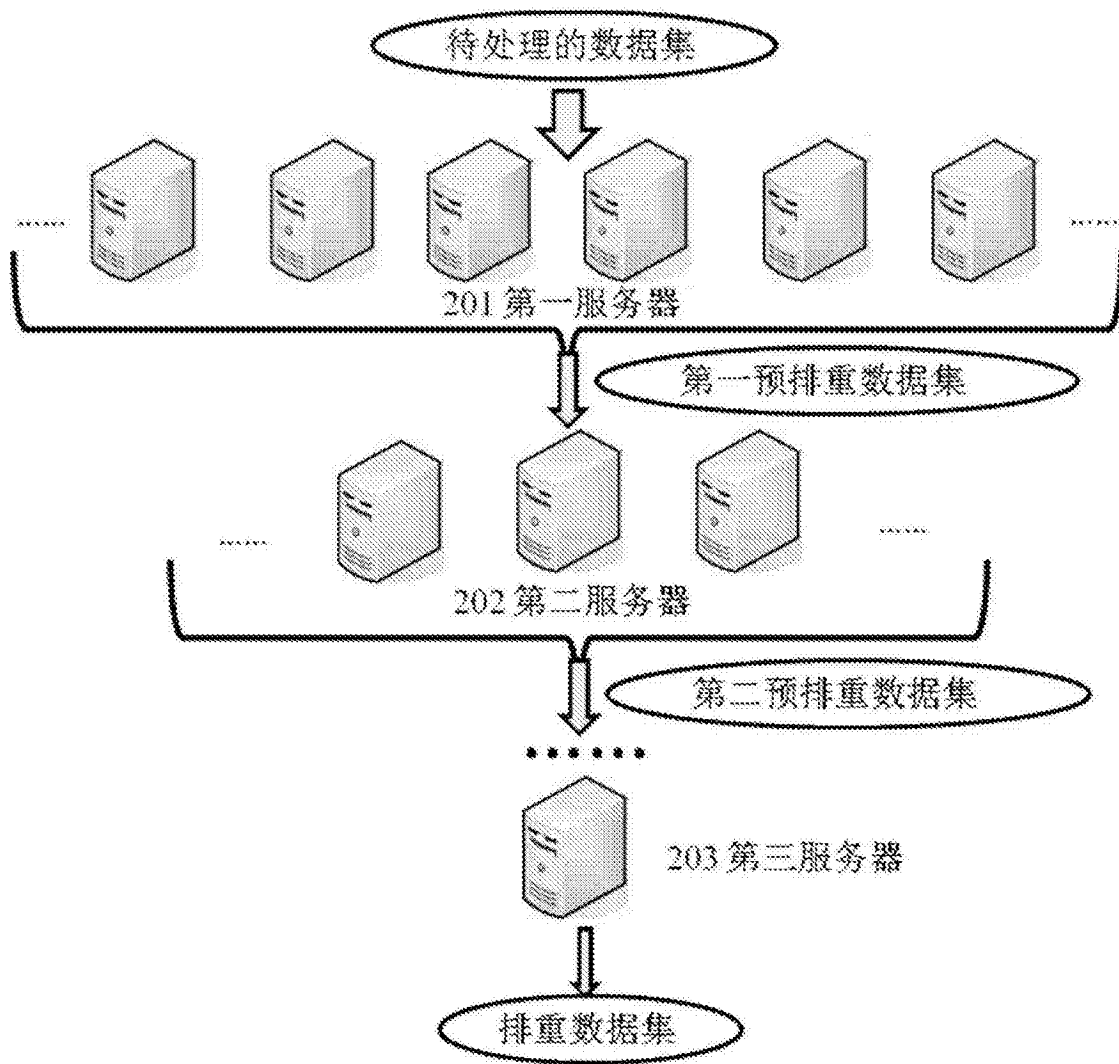 待处理的数据集
…… ……
201 第一服务器
第一预排重数据集
…… ……
202 第二服务器
第二预排重数据集
……
203 第三服务器
排重数据集